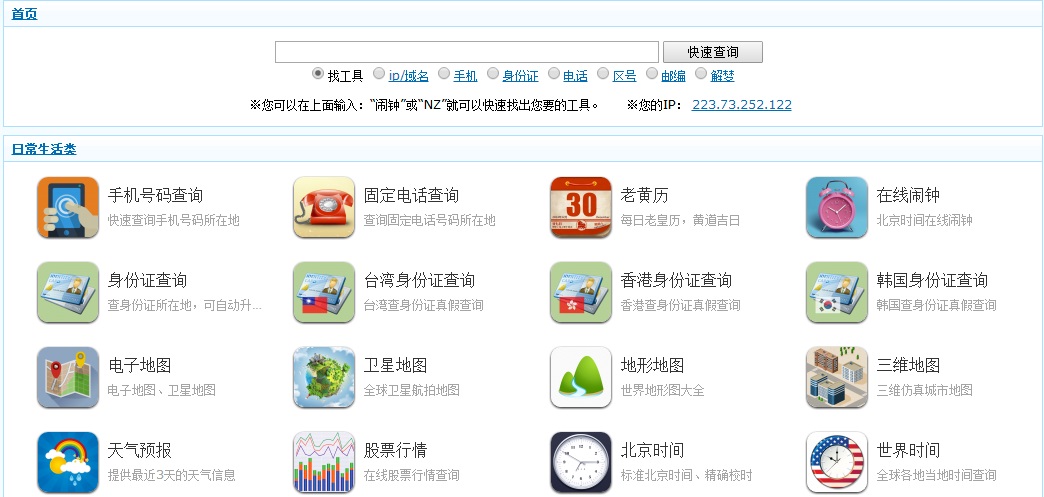 首页
快速查询
找工具 ip/域名 手机 身份证 电话 区号 邮编 解梦
※您可以在上面输入：“闹钟”或“NZ”就可以快速找出您要的工具。 ※您的IP： 223.73.252.122
日常生活类
手机号码查询
快速查询手机号码所在地
固定电话查询
查询固定电话号码所在地
30
老黄历
每日老皇历，黄道吉日
在线闹钟
北京时间在线闹钟
身份证查询
查身份证所在地，可自动升...
台湾身份证查询
台湾查身份证真假查询
香港身份证查询
香港查身份证真假查询
韩国身份证查询
韩国查身份证真假查询
电子地图
电子地图、卫星地图
卫星地图
全球卫星航拍地图
地形地图
世界地形图大全
三维地图
三维仿真城市地图
天气预报
提供最近3天的天气信息
股票行情
在线股票行情查询
北京时间
标准北京时间、精确校时
世界时间
全球各地当地时间查询